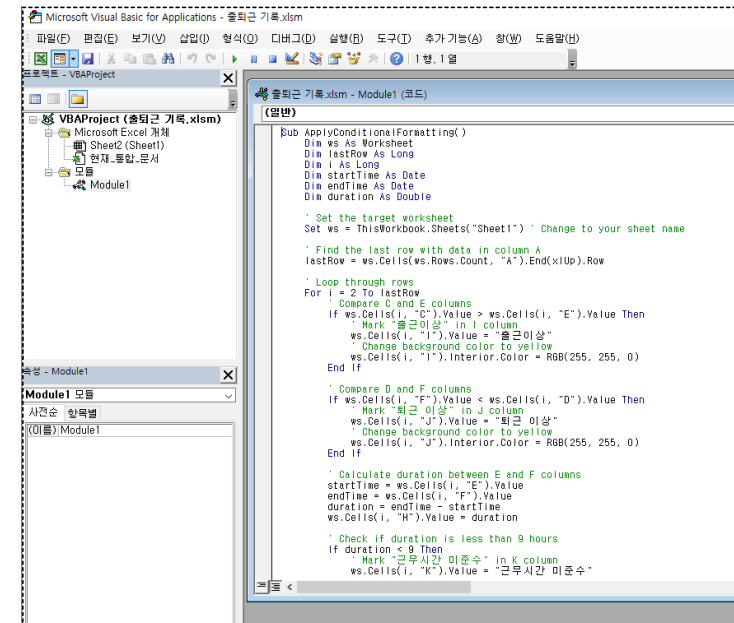 Microsoft Visual Basic for Applications - 출퇴근 기록.xlsm
파일(F) 편집(E) 보기(V) 삽입(I) 형식(O) 디버그(D) 실행(R) 도구(T) 추가 기능(A) 창(W) 도움말(H)
1 행, 1 열
프로젝트 - VBAProject
VBAProject (출퇴근 기록.xlsm)
Microsoft Excel 개체
Sheet2 (Sheet1)
현재_통합_문서
모듈
Module1
속성 - Module1
Module1 모듈
사전순 항목별
(이름) Module1
출퇴근 기록.xlsm - Module1 (코드)
(일반)
Sub ApplyConditionalFormatting()
Dim ws As Worksheet
Dim lastRow As Long
Dim i As Long
Dim startTime As Date
Dim endTime As Date
Dim duration As Double
' Set the target worksheet
Set ws = ThisWorkbook.Sheets("Sheet1") ' Change to your sheet name
' Find the last row with data in column A
lastRow = ws.Cells(ws.Rows.Count, "A").End(xlUp).Row
' Loop through rows
For i = 2 To lastRow
' Compare C and E columns
If ws.Cells(i, "C").Value > ws.Cells(i, "E").Value Then
' Mark "출근이상" in I column
ws.Cells(i, "I").Value = "출근이상"
' Change background color to yellow
ws.Cells(i, "I").Interior.Color = RGB(255, 255, 0)
End If
' Compare D and F columns
If ws.Cells(i, "F").Value < ws.Cells(i, "D").Value Then
' Mark "퇴근 이상" in J column
ws.Cells(i, "J").Value = "퇴근 이상"
' Change background color to yellow
ws.Cells(i, "J").Interior.Color = RGB(255, 255, 0)
End If
' Calculate duration between E and F columns
startTime = ws.Cells(i, "E").Value
endTime = ws.Cells(i, "F").Value
duration = endTime - startTime
ws.Cells(i, "H").Value = duration
' Check if duration is less than 9 hours
If duration < 9 Then
' Mark "근무시간 미준수" in K column
ws.Cells(i, "K").Value = "근무시간 미준수"